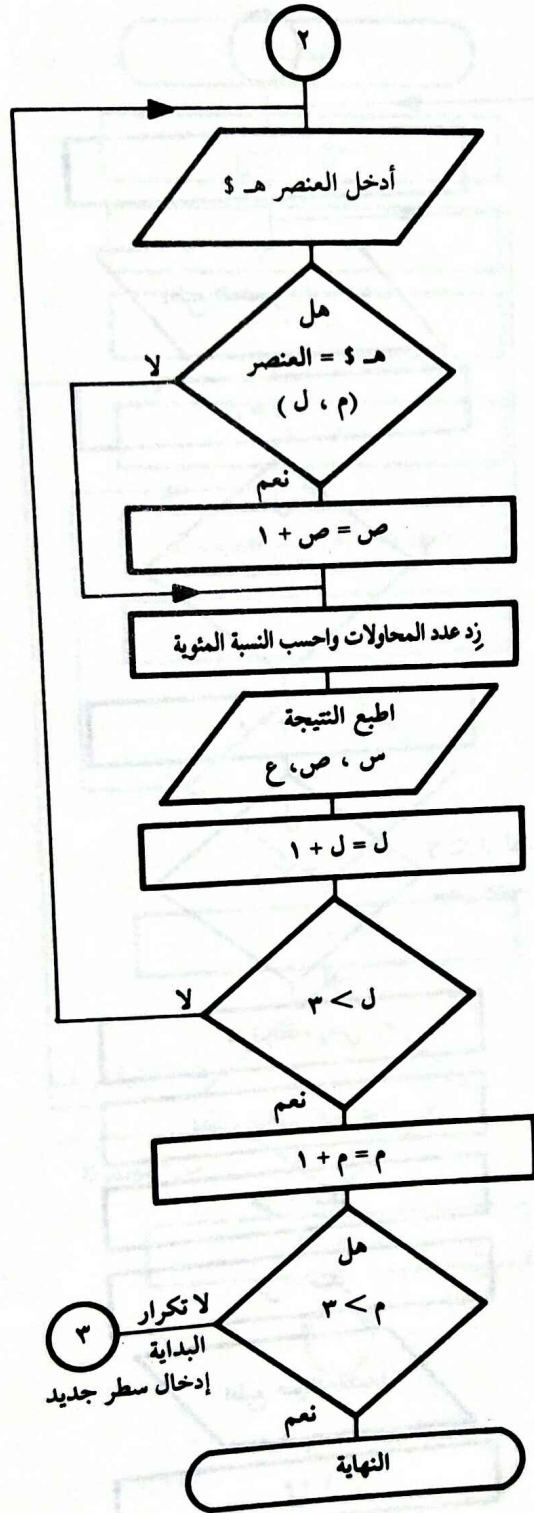 ٢
أدخل العنصر هـ $
هل
هـ $ = العنصر
(م ، ل)
لا
نعم
ص = ص + ١
زِد عدد المحاولات واحسب النسبة المئوية
اطبع النتيجة
س ، ص، ع
ل = ل + ١
ل > ٣
لا
نعم
م = م + ١
هل
م > ٣
لا تكرار
البداية
إدخال سطر جديد
٣
نعم
النهاية